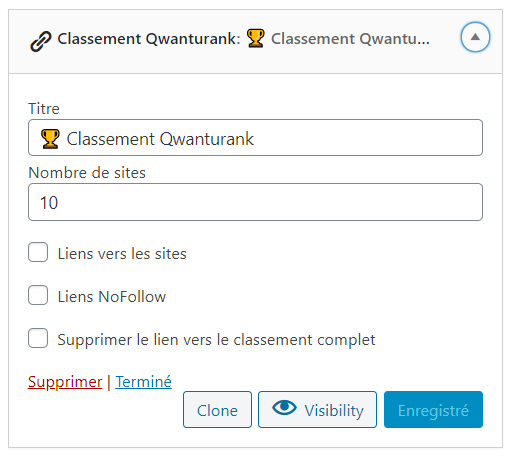 Classement Qwanturank: 🏆 Classement Qwantu...
Titre
🏆 Classement Qwanturank
Nombre de sites
10
Liens vers les sites
Liens NoFollow
Supprimer le lien vers le classement complet
Supprimer | Terminé
Clone Visibility Enregistré